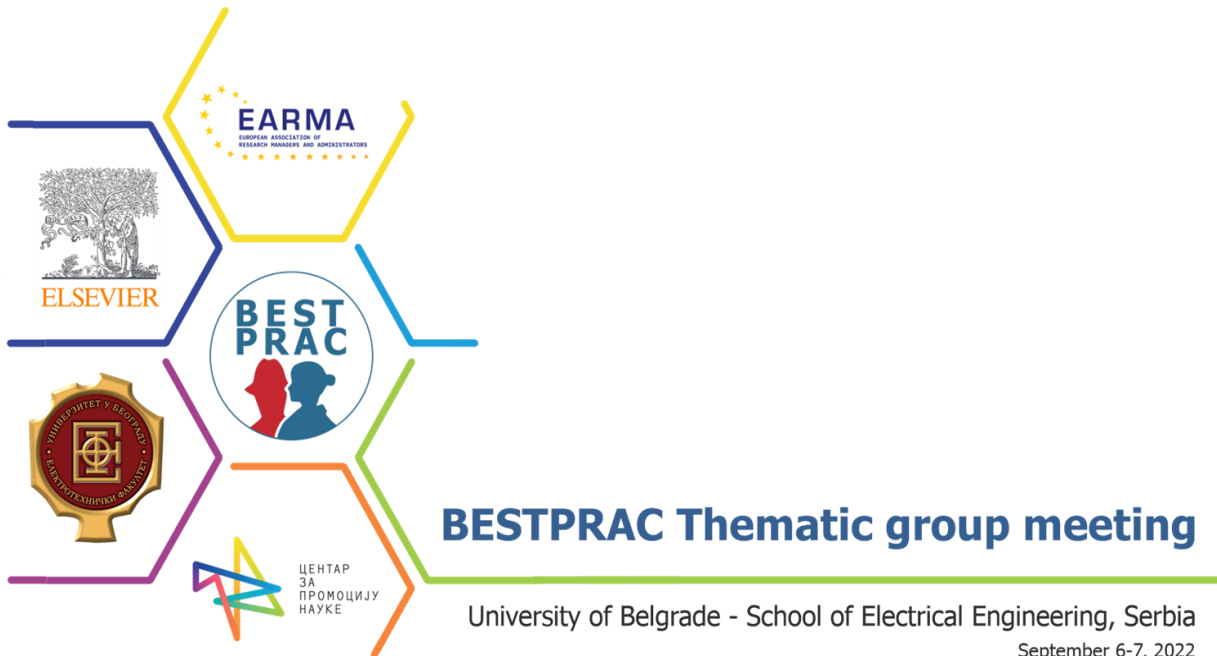 EARMA
EUROPEAN ASSOCIATION OF
RESEARCH MANAGERS AND ADMINISTRATORS
ELSEVIER
BEST
PRAC
УНИВЕРЗИТЕТ У БЕОГРАДУ
ЕЛЕКТРОТЕХНИЧКИ ФАКУЛТЕТ
ЦЕНТАР
ЗА
ПРОМОЦИЈУ
НАУКЕ
BESTPRAC Thematic group meeting
University of Belgrade - School of Electrical Engineering, Serbia
September 6-7, 2022